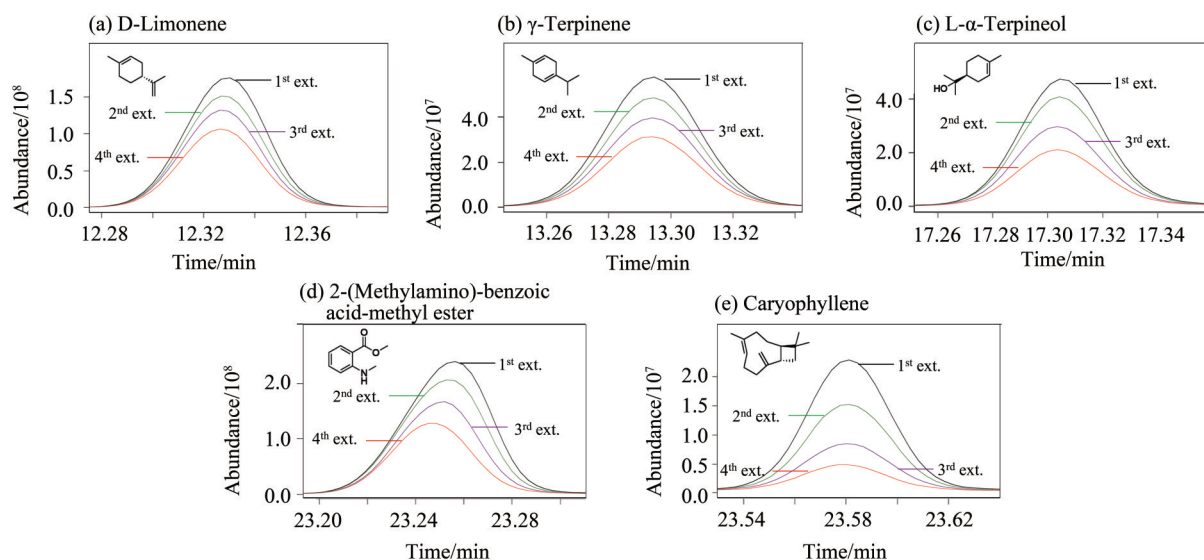 (a) D-Limonene
Abundance/10⁸
1.5
1.0
0.5
0.0
1ˢᵗ ext.
2ⁿᵈ ext.
3ʳᵈ ext.
4ᵗʰ ext.
12.28 12.32 12.36
Time/min
(b) γ-Terpinene
Abundance/10⁷
4.0
2.0
0.0
1ˢᵗ ext.
2ⁿᵈ ext.
3ʳᵈ ext.
4ᵗʰ ext.
13.26 13.28 13.30 13.32
Time/min
(c) L-α-Terpineol
Abundance/10⁷
4.0
2.0
0.0
HO
1ˢᵗ ext.
2ⁿᵈ ext.
3ʳᵈ ext.
4ᵗʰ ext.
17.26 17.28 17.30 17.32 17.34
Time/min
(d) 2-(Methylamino)-benzoic
acid-methyl ester
Abundance/10⁸
2.0
1.0
0.0
O
O
N
H
1ˢᵗ ext.
2ⁿᵈ ext.
3ʳᵈ ext.
4ᵗʰ ext.
23.20 23.24 23.28
Time/min
(e) Caryophyllene
Abundance/10⁷
2.0
1.5
1.0
0.5
0.0
1ˢᵗ ext.
2ⁿᵈ ext.
3ʳᵈ ext.
4ᵗʰ ext.
23.54 23.58 23.62
Time/min